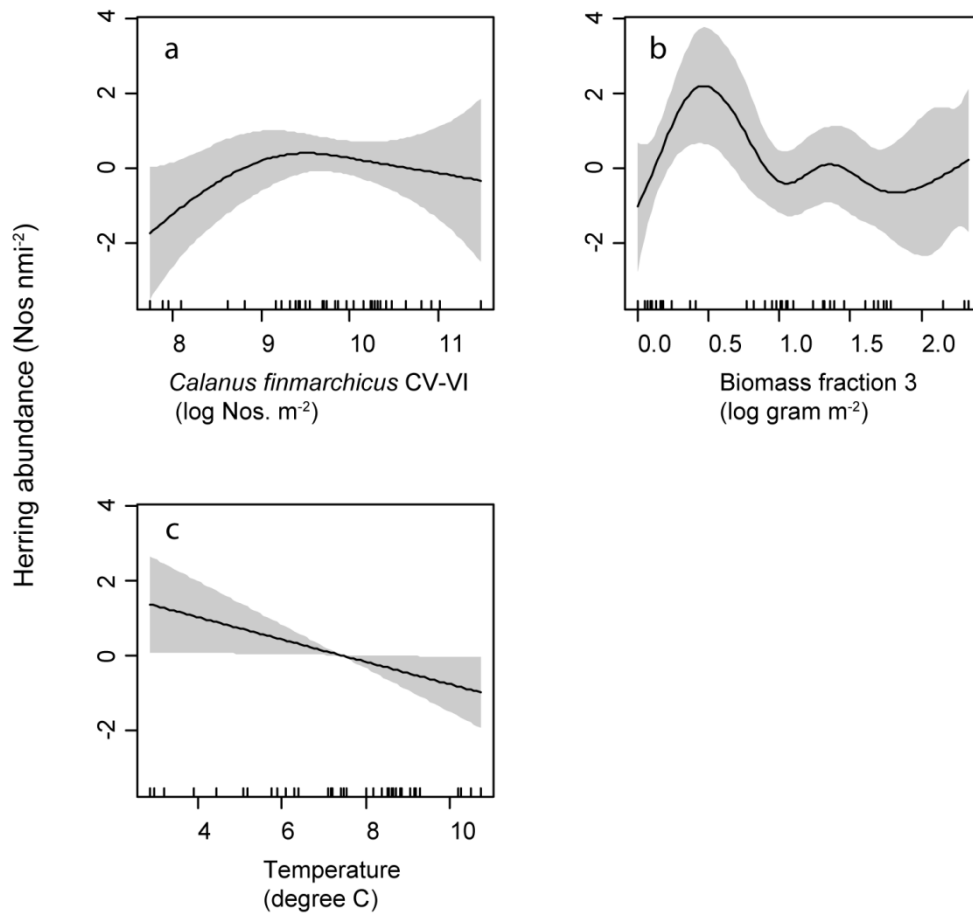 Herring abundance (Nos nmi⁻²)
a
4
2
0
-2
8 9 10 11
Calanus finmarchicus CV-VI
(log Nos. m⁻²)
b
4
2
0
-2
0.0 0.5 1.0 1.5 2.0
Biomass fraction 3
(log gram m⁻²)
c
4
2
0
-2
4 6 8 10
Temperature
(degree C)